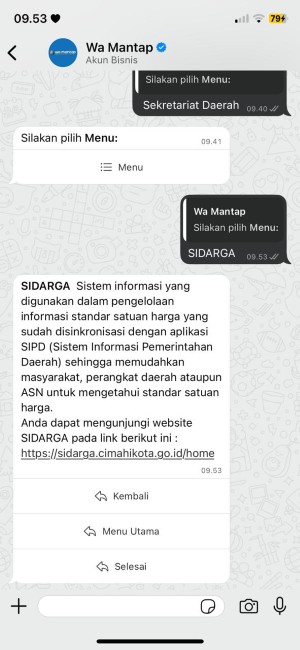 09.53
79
Wa Mantap
Akun Bisnis
Silakan pilih Menu:
Sekretariat Daerah 09.40
Silakan pilih Menu:
09.41
Menu
Wa Mantap
Silakan pilih Menu:
SIDARGA 09.53
SIDARGA Sistem informasi yang
digunakan dalam pengelolaan
informasi standar satuan harga yang
sudah disinkronisasi dengan aplikasi
SIPD (Sistem Informasi Pemerintahan
Daerah) sehingga memudahkan
masyarakat, perangkat daerah ataupun
ASN untuk mengetahui standar satuan
harga.
Anda dapat mengunjungi website
SIDARGA pada link berikut ini :
https://sidarga.cimahikota.go.id/home
09.53
Kembali
Menu Utama
Selesai